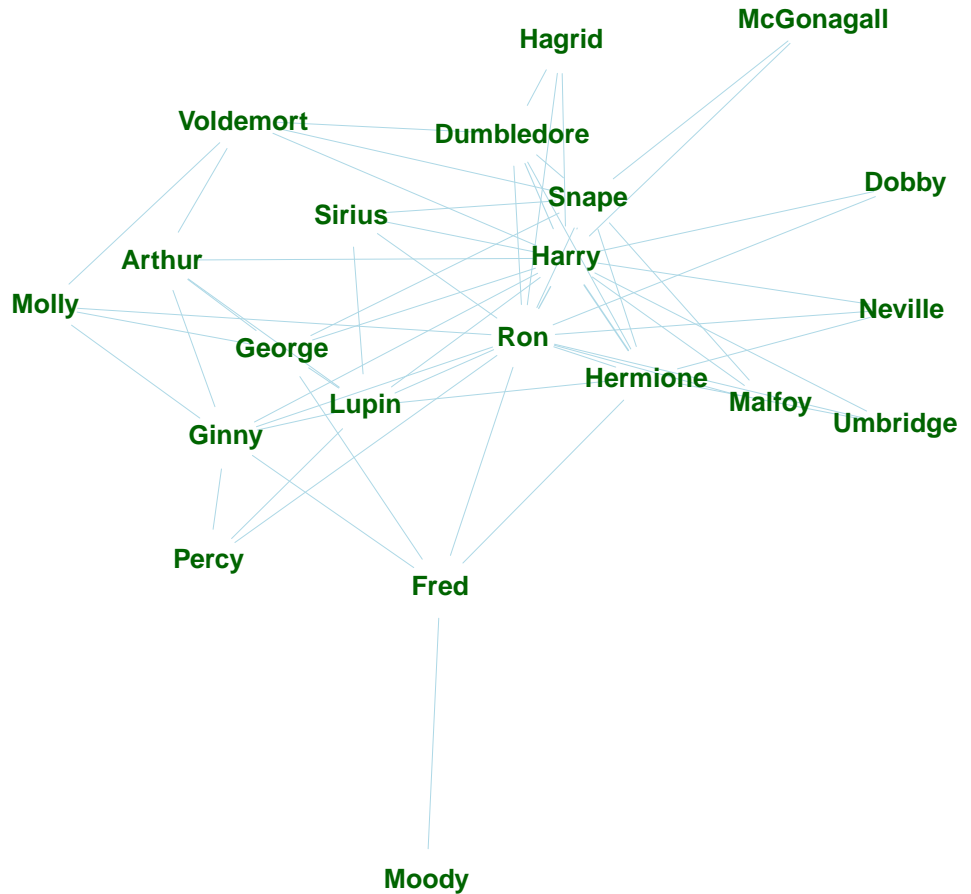 McGonagall
Hagrid
Voldemort
Dumbledore
Dobby
Snape
Sirius
Harry
Arthur
Molly
Neville
Ron
George
Hermione
Malfoy
Lupin
Umbridge
Ginny
Percy
Fred
Moody